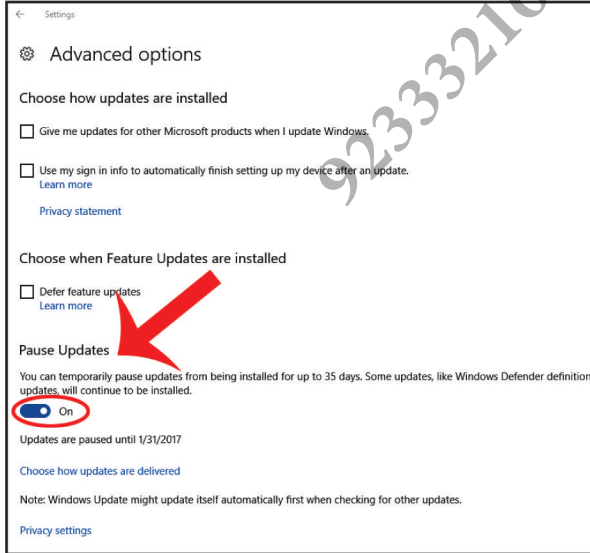 Settings
Advanced options
Choose how updates are installed
Give me updates for other Microsoft products when I update Windows.
Use my sign in info to automatically finish setting up my device after an update.
Learn more
Privacy statement
Choose when Feature Updates are installed
Defer feature updates
Learn more
Pause Updates
You can temporarily pause updates from being installed for up to 35 days. Some updates, like Windows Defender definition
updates, will continue to be installed.
On
Updates are paused until 1/31/2017
Choose how updates are delivered
Note: Windows Update might update itself automatically first when checking for other updates.
Privacy settings